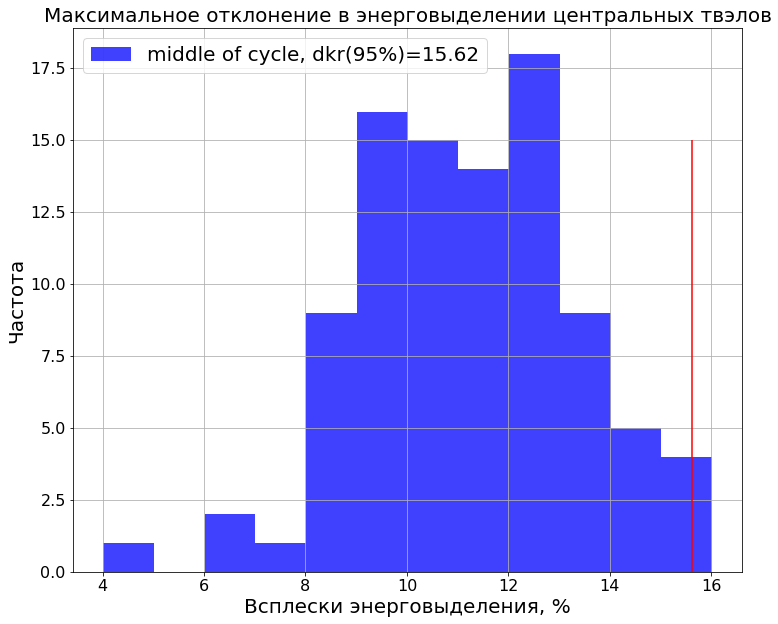 Максимальное отклонение в энерговыделении центральных твэлов
middle of cycle, dkr(95%)=15.62
17.5
15.0
12.5
10.0
7.5
5.0
2.5
0.0
Частота
4 6 8 10 12 14 16
Всплески энерговыделения, %